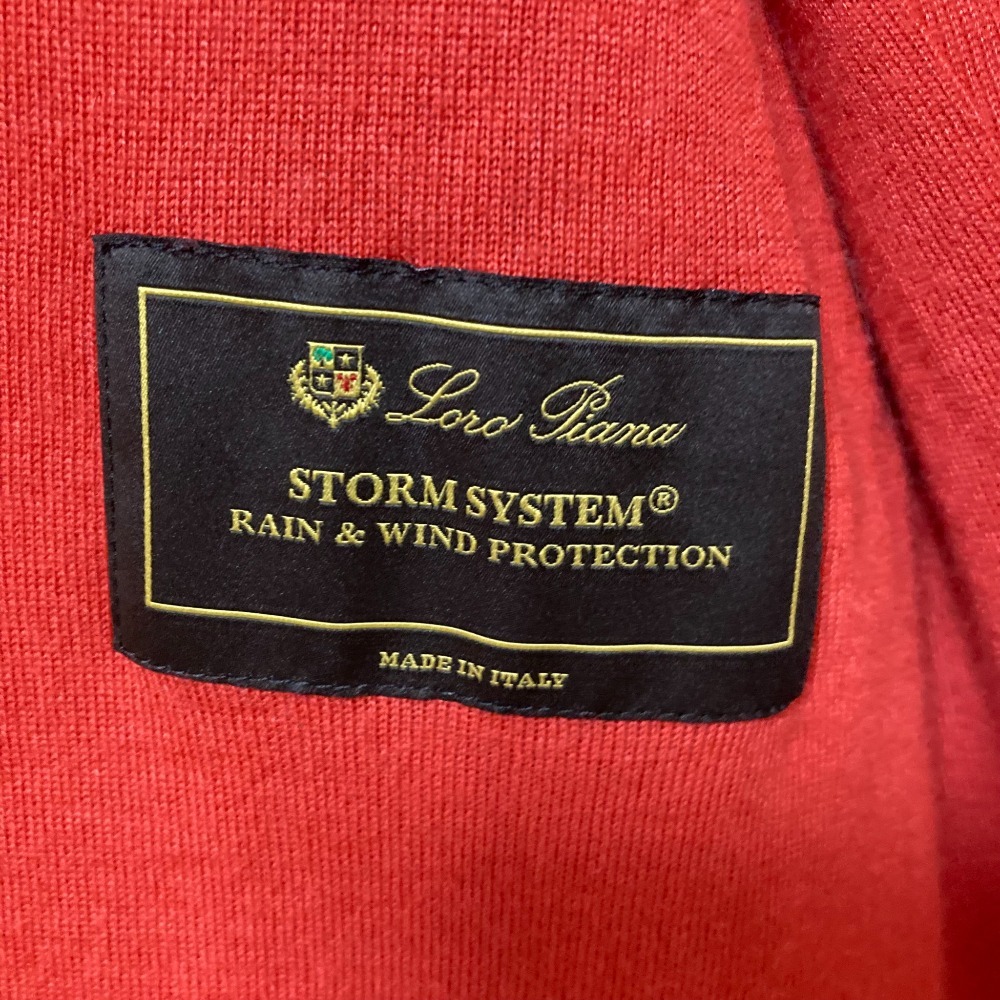 Loro Piana
STORM SYSTEM®
RAIN & WIND PROTECTION
MADE IN ITALY